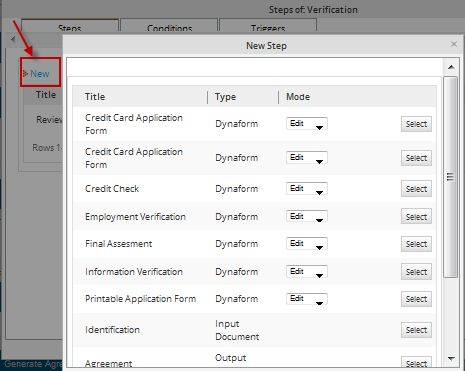 Steps of: Verification
Steps Conditions Triggers
New Step
New
Title Type Mode
Title
Credit Card Application
Form Dynaform Edit Select
Review
Credit Card Application
Form Dynaform Edit Select
Rows 1-
Credit Check Dynaform Edit Select
Employment Verification Dynaform Edit Select
Final Assesment Dynaform Edit Select
Information Verification Dynaform Edit Select
Printable Application Form Dynaform Edit Select
Identification Input
Document Select
Agreement Output Select
Generate Agre